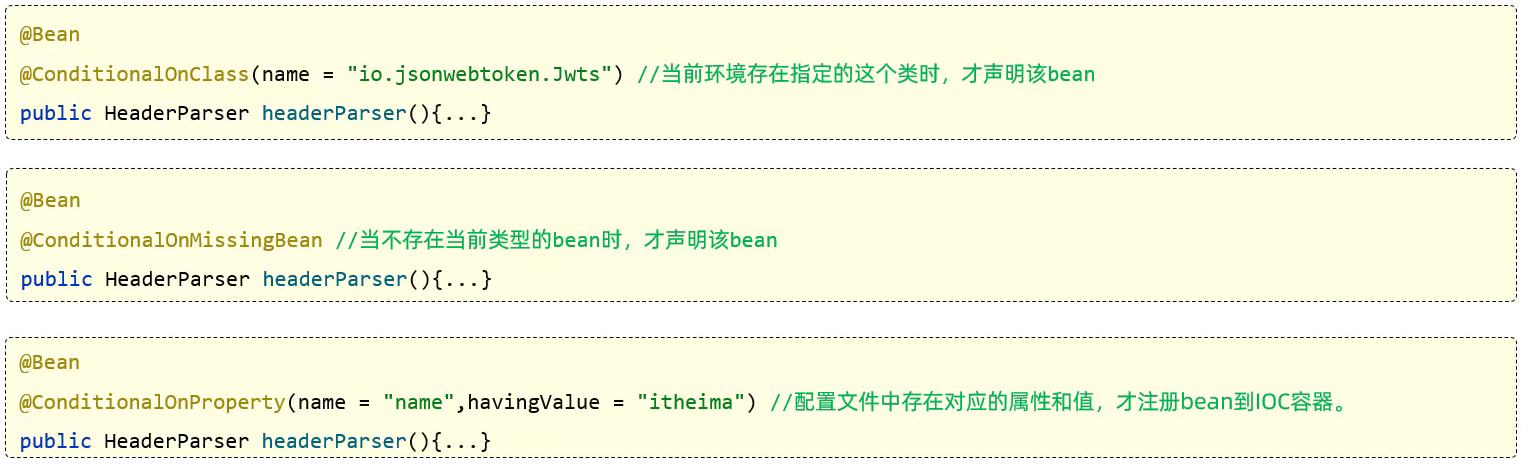 @Bean
@ConditionalOnClass(name = "io.jsonwebtoken.Jwts") //当前环境存在指定的这个类时，才声明该bean
public HeaderParser headerParser(){...}
@Bean
@ConditionalOnMissingBean //当不存在当前类型的bean时，才声明该bean
public HeaderParser headerParser(){...}
@Bean
@ConditionalOnProperty(name = "name",havingValue = "itheima") //配置文件中存在对应的属性和值，才注册bean到IOC容器。
public HeaderParser headerParser(){...}